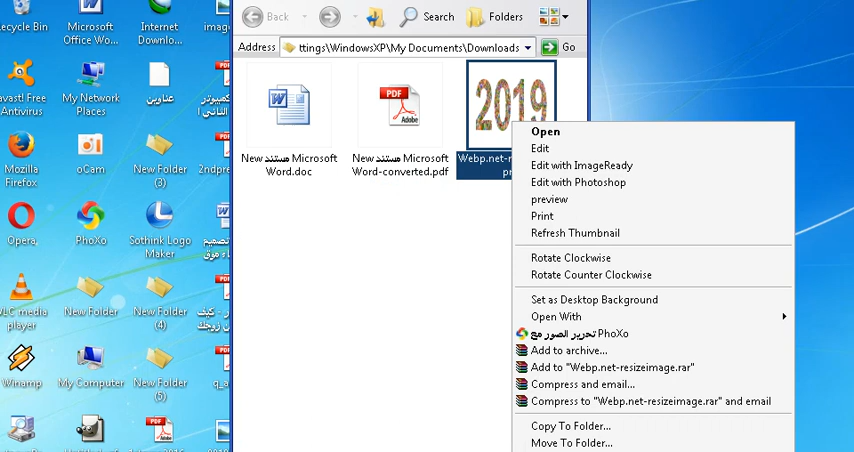 Back
Search
Folders
Address
ttings\WindowsXP\My Documents\Downloads
Go
Recycle Bin
Microsoft
Office Wo...
Internet
Downlo...
avast! Free
Antivirus
My Network
Places
عناوين
Mozilla
Firefox
oCam
New Folder
(3)
2ndpre
Opera,
PhoXo
Sothink Logo
Maker
تصميم
VLC media
player
New Folder
New Folder
(4)
Winamp
My Computer
New Folder
(5)
q_a
PDF
Adobe
2019
New مستند Microsoft
Word.doc
New مستند Microsoft
Word-converted.pdf
Open
Edit
Edit with ImageReady
Edit with Photoshop
preview
Print
Refresh Thumbnail
Rotate Clockwise
Rotate Counter Clockwise
Set as Desktop Background
Open With
تحرير الصور مع PhoXo
Add to archive...
Add to "Webp.net-resizeimage.rar"
Compress and email...
Compress to "Webp.net-resizeimage.rar" and email
Copy To Folder...
Move To Folder...